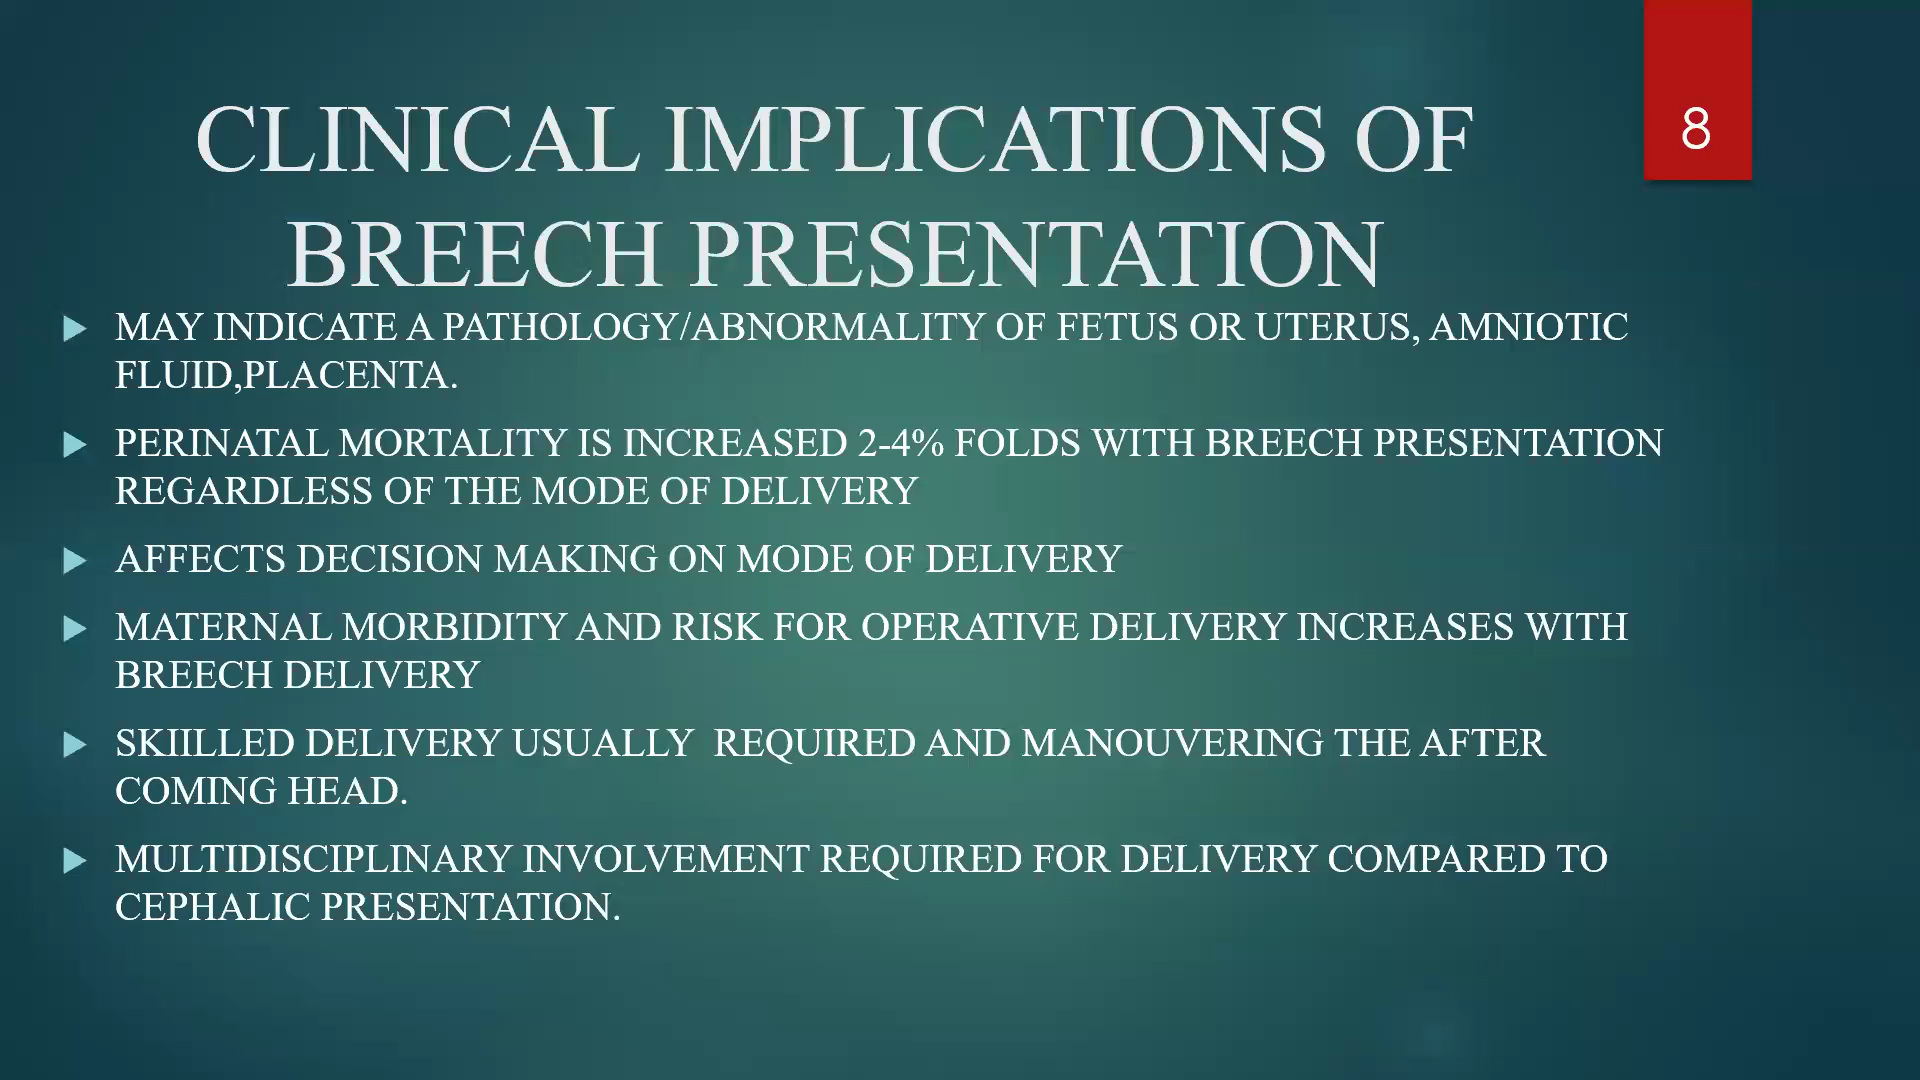 8
CLINICAL IMPLICATIONS OF
BREECH PRESENTATION
MAY INDICATE A PATHOLOGY/ABNORMALITY OF FETUS OR UTERUS, AMNIOTIC
FLUID,PLACENTA.
PERINATAL MORTALITY IS INCREASED 2-4% FOLDS WITH BREECH PRESENTATION
REGARDLESS OF THE MODE OF DELIVERY
AFFECTS DECISION MAKING ON MODE OF DELIVERY
MATERNAL MORBIDITY AND RISK FOR OPERATIVE DELIVERY INCREASES WITH
BREECH DELIVERY
SKIILLED DELIVERY USUALLY  REQUIRED AND MANOUVERING THE AFTER
COMING HEAD.
MULTIDISCIPLINARY INVOLVEMENT REQUIRED FOR DELIVERY COMPARED TO
CEPHALIC PRESENTATION.